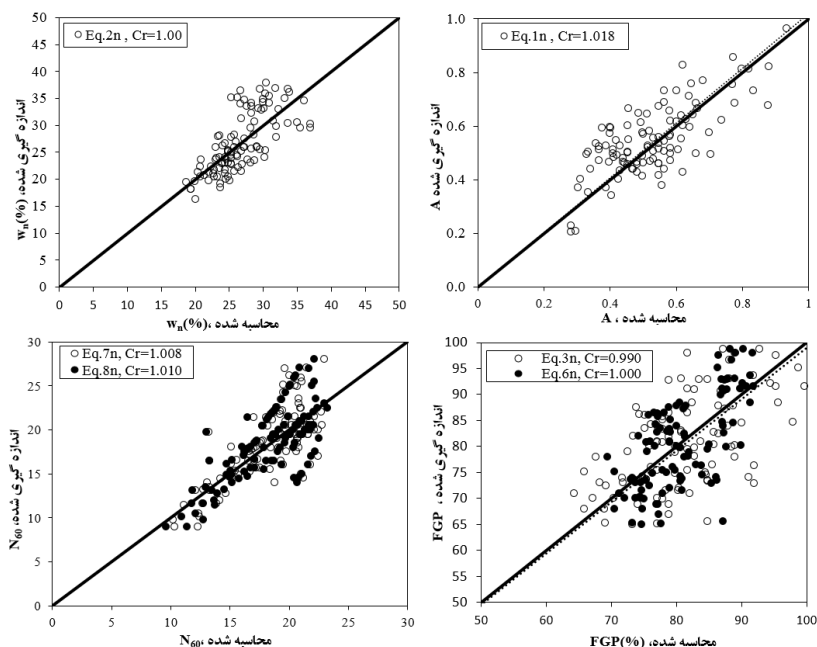 50
45
40
35
30
25
20
15
10
5
0
0 5 10 15 20 25 30 35 40 45 50
Eq.2n , Cr=1.00
wn(%) ،اندازه گیری شده
wn(%) ،محاسبه شده
1.0
0.8
0.6
0.4
0.2
0.0
0 0.2 0.4 0.6 0.8 1
Eq.1n , Cr=1.018
A اندازه گیری شده
A ، محاسبه شده
30
25
20
15
10
5
0
0 10 20 30
Eq.7n, Cr=1.008
Eq.8n, Cr=1.010
N60 ،اندازه گیری شده
N60 ،محاسبه شده
100
95
90
85
80
75
70
65
60
55
50
50 60 70 80 90 100
Eq.3n, Cr=0.990
Eq.6n, Cr=1.000
FGP ، اندازه گیری شده
FGP(%) ،محاسبه شده